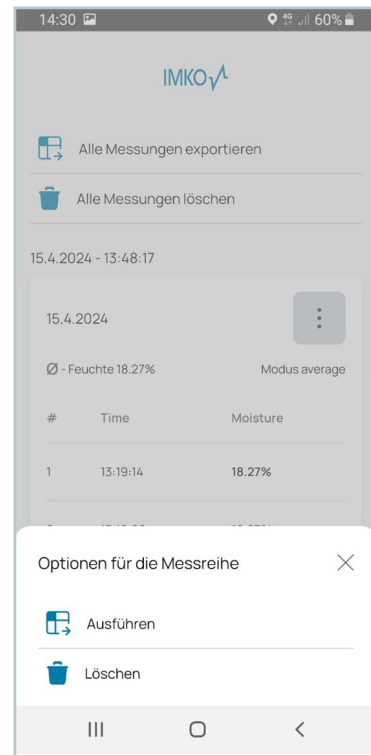 14:30 4G 60%
IMKO
Alle Messungen exportieren
Alle Messungen löschen
15.4.2024 - 13:48:17
15.4.2024
Ø - Feuchte 18.27% Modus average
# Time Moisture
1 13:19:14 18.27%
Optionen für die Messreihe
Ausführen
Löschen